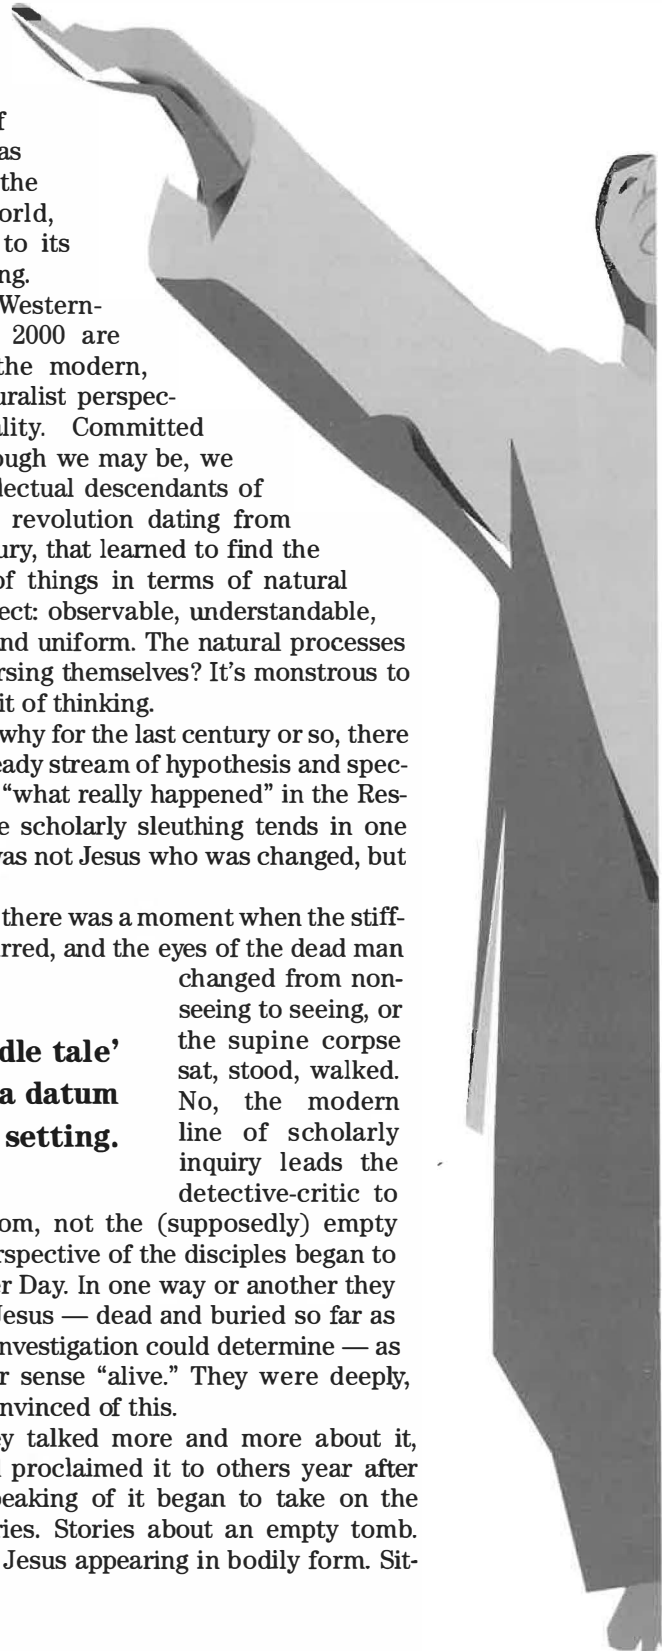 f
as
the
orld,
to its
ng.
Western-
2000 are
the modern,
uralist perspec-
ality. Committed
ough we may be, we
llectual descendants of
revolution dating from
ury, that learned to find the
of things in terms of natural
ect: observable, understandable,
nd uniform. The natural processes
rsing themselves? It's monstrous to
it of thinking.
why for the last century or so, there
eady stream of hypothesis and spec-
“what really happened” in the Res-
e scholarly sleuthing tends in one
was not Jesus who was changed, but
there was a moment when the stiff-
rred, and the eyes of the dead man
changed from non-
seeing to seeing, or
the supine corpse
sat, stood, walked.
No, the modern
line of scholarly
inquiry leads the
detective-critic to
dle tale’
a datum
setting.
om, not the (supposedly) empty
rspective of the disciples began to
er Day. In one way or another they
Jesus — dead and buried so far as
nvestigation could determine — as
r sense “alive.” They were deeply,
nvinced of this.
ey talked more and more about it,
l proclaimed it to others year after
peaking of it began to take on the
ries. Stories about an empty tomb.
Jesus appearing in bodily form. Sit-